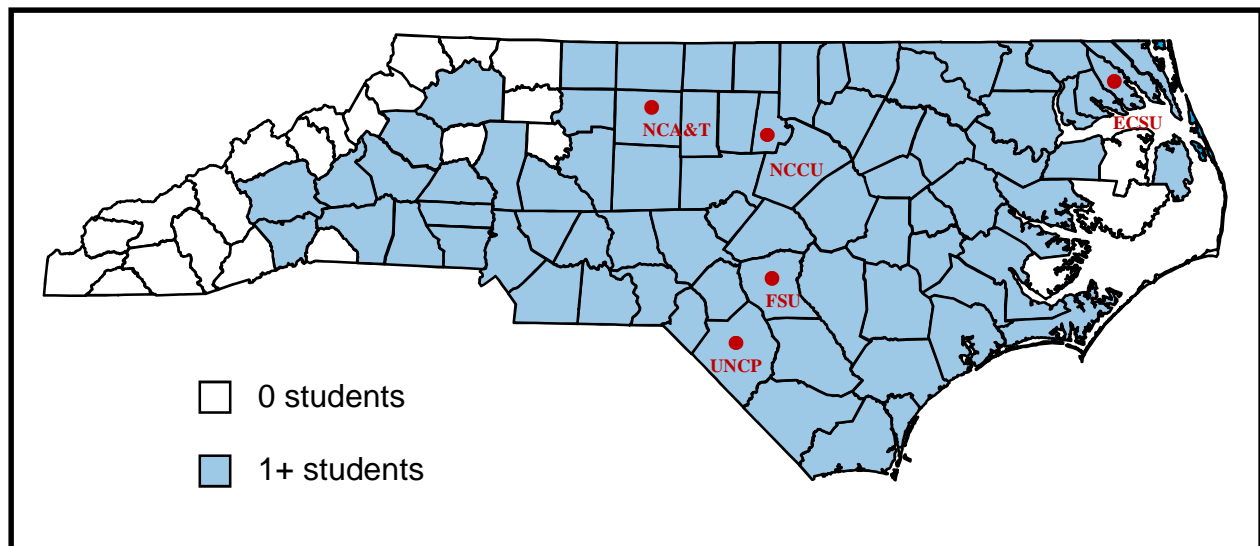 NCA&T
ECSU
NCCU
FSU
UNCP
0 students
1+ students